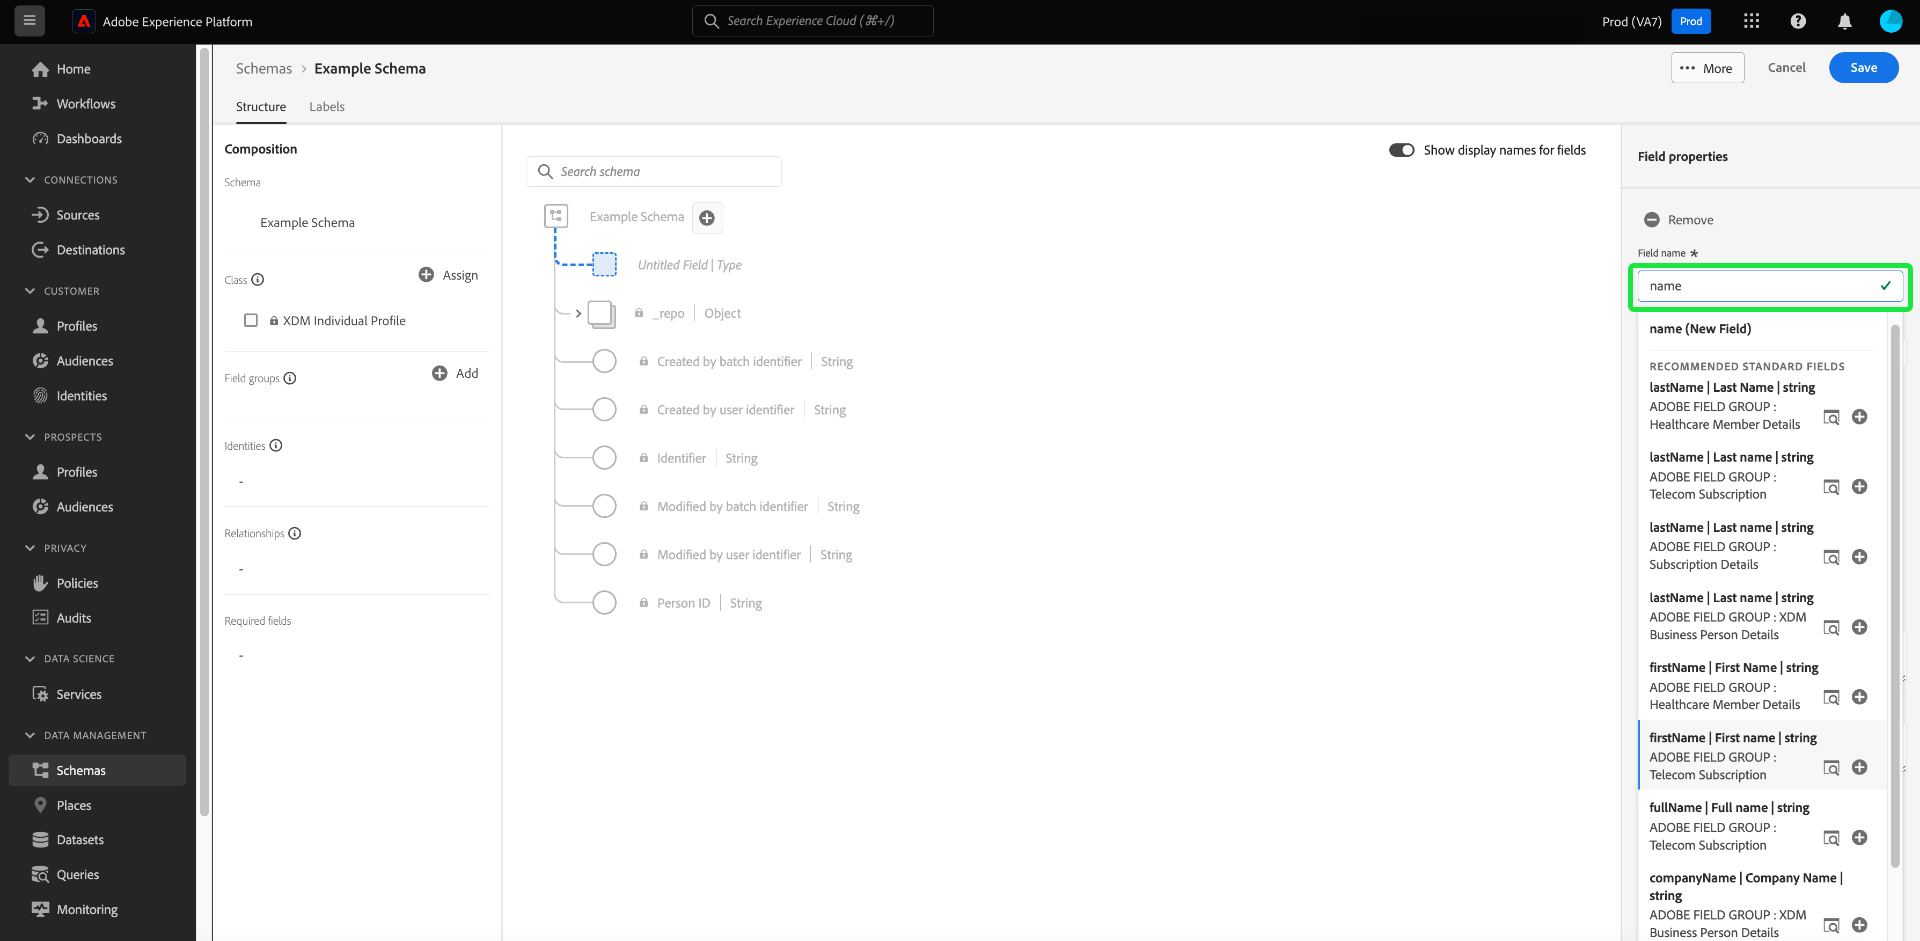 Adobe Experience Platform
Search Experience Cloud (⌘+/)
Prod (VA7)
Prod
Home
Workflows
Dashboards
CONNECTIONS
Sources
Destinations
CUSTOMER
Profiles
Audiences
Identities
PROSPECTS
Profiles
Audiences
PRIVACY
Policies
Audits
DATA SCIENCE
Services
DATA MANAGEMENT
Schemas
Places
Datasets
Queries
Monitoring
Schemas > Example Schema
More
Cancel
Save
Structure
Labels
Composition
Schema
Example Schema
Class
Assign
XDM Individual Profile
Field groups
Add
Identities
-
Relationships
-
Required fields
-
Search schema
Show display names for fields
Example Schema
Untitled Field | Type
_repo | Object
Created by batch identifier | String
Created by user identifier | String
Identifier | String
Modified by batch identifier | String
Modified by user identifier | String
Person ID | String
Field properties
Remove
Field name *
name
name (New Field)
RECOMMENDED STANDARD FIELDS
lastName | Last Name | string
ADOBE FIELD GROUP :
Healthcare Member Details
lastName | Last name | string
ADOBE FIELD GROUP :
Telecom Subscription
lastName | Last name | string
ADOBE FIELD GROUP :
Subscription Details
lastName | Last name | string
ADOBE FIELD GROUP : XDM
Business Person Details
firstName | First Name | string
ADOBE FIELD GROUP :
Healthcare Member Details
firstName | First name | string
ADOBE FIELD GROUP :
Telecom Subscription
fullName | Full name | string
ADOBE FIELD GROUP :
Telecom Subscription
companyName | Company Name |
string
ADOBE FIELD GROUP : XDM
Business Person Details